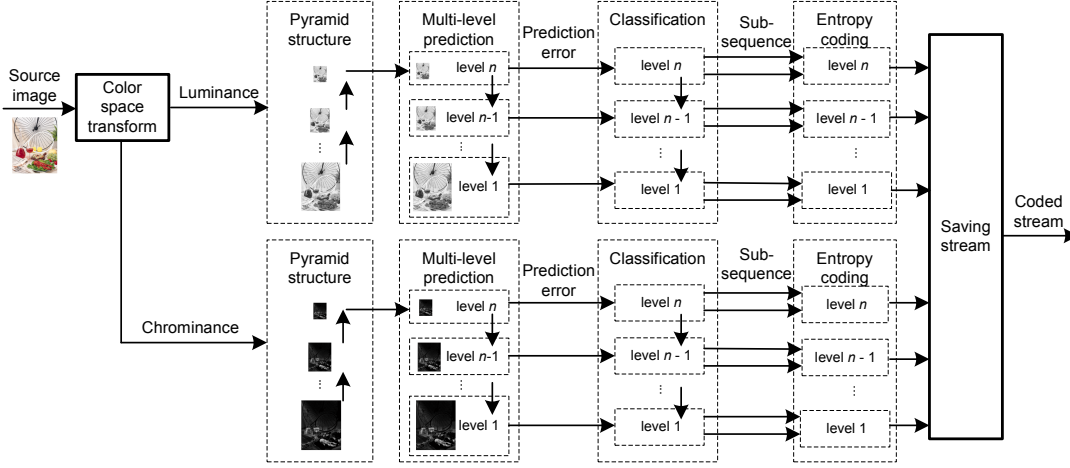 Source
image
Color
space
transform
Luminance
Chrominance
Pyramid
structure
⋮
Multi-level
prediction
level n
level n-1
⋮
level 1
Prediction
error
Classification
level n
level n - 1
⋮
level 1
Sub-
sequence
Entropy
coding
level n
level n - 1
⋮
level 1
Pyramid
structure
⋮
Multi-level
prediction
level n
level n-1
⋮
level 1
Prediction
error
Classification
level n
level n - 1
⋮
level 1
Sub-
sequence
Entropy
coding
level n
level n - 1
⋮
level 1
Saving
stream
Coded
stream